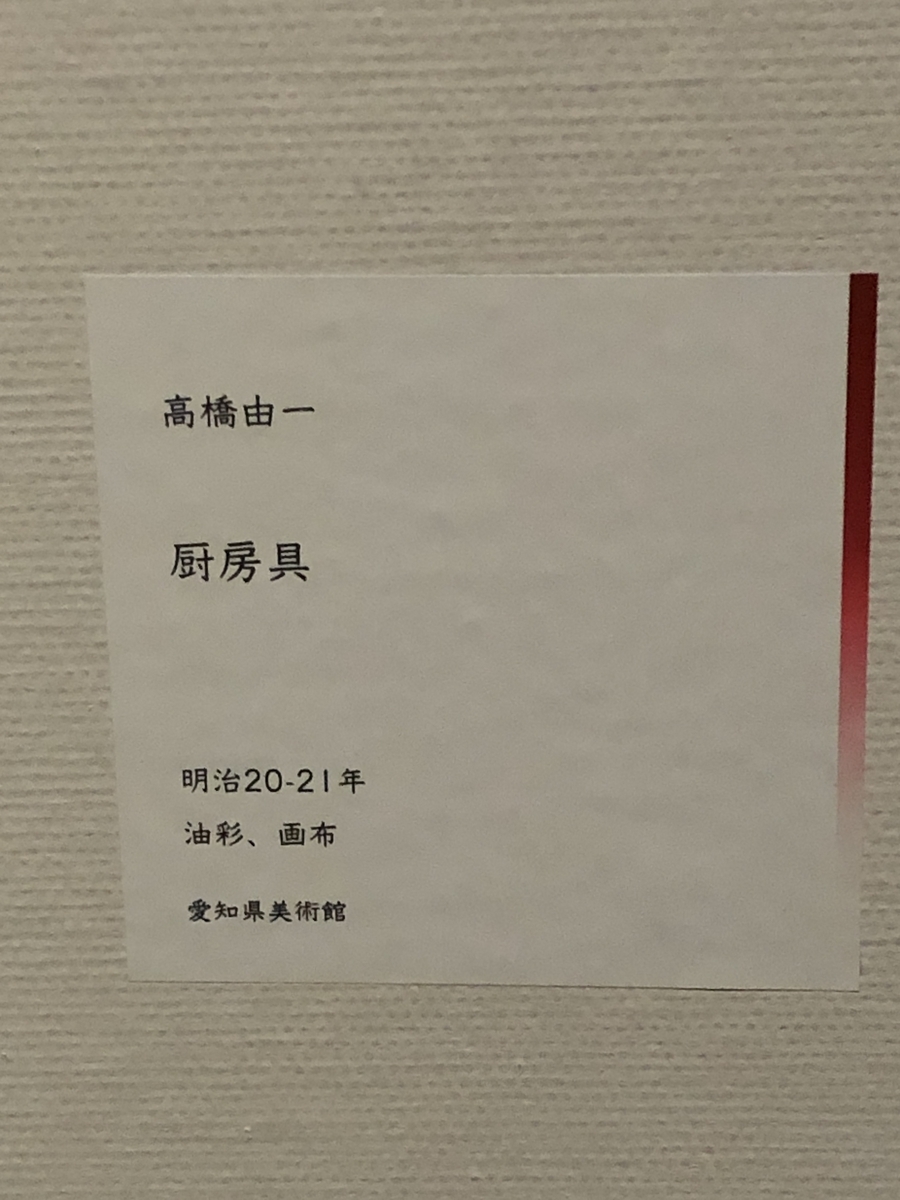 高橋由一
厨房具
明治20-21年
油彩、画布
愛知県美術館